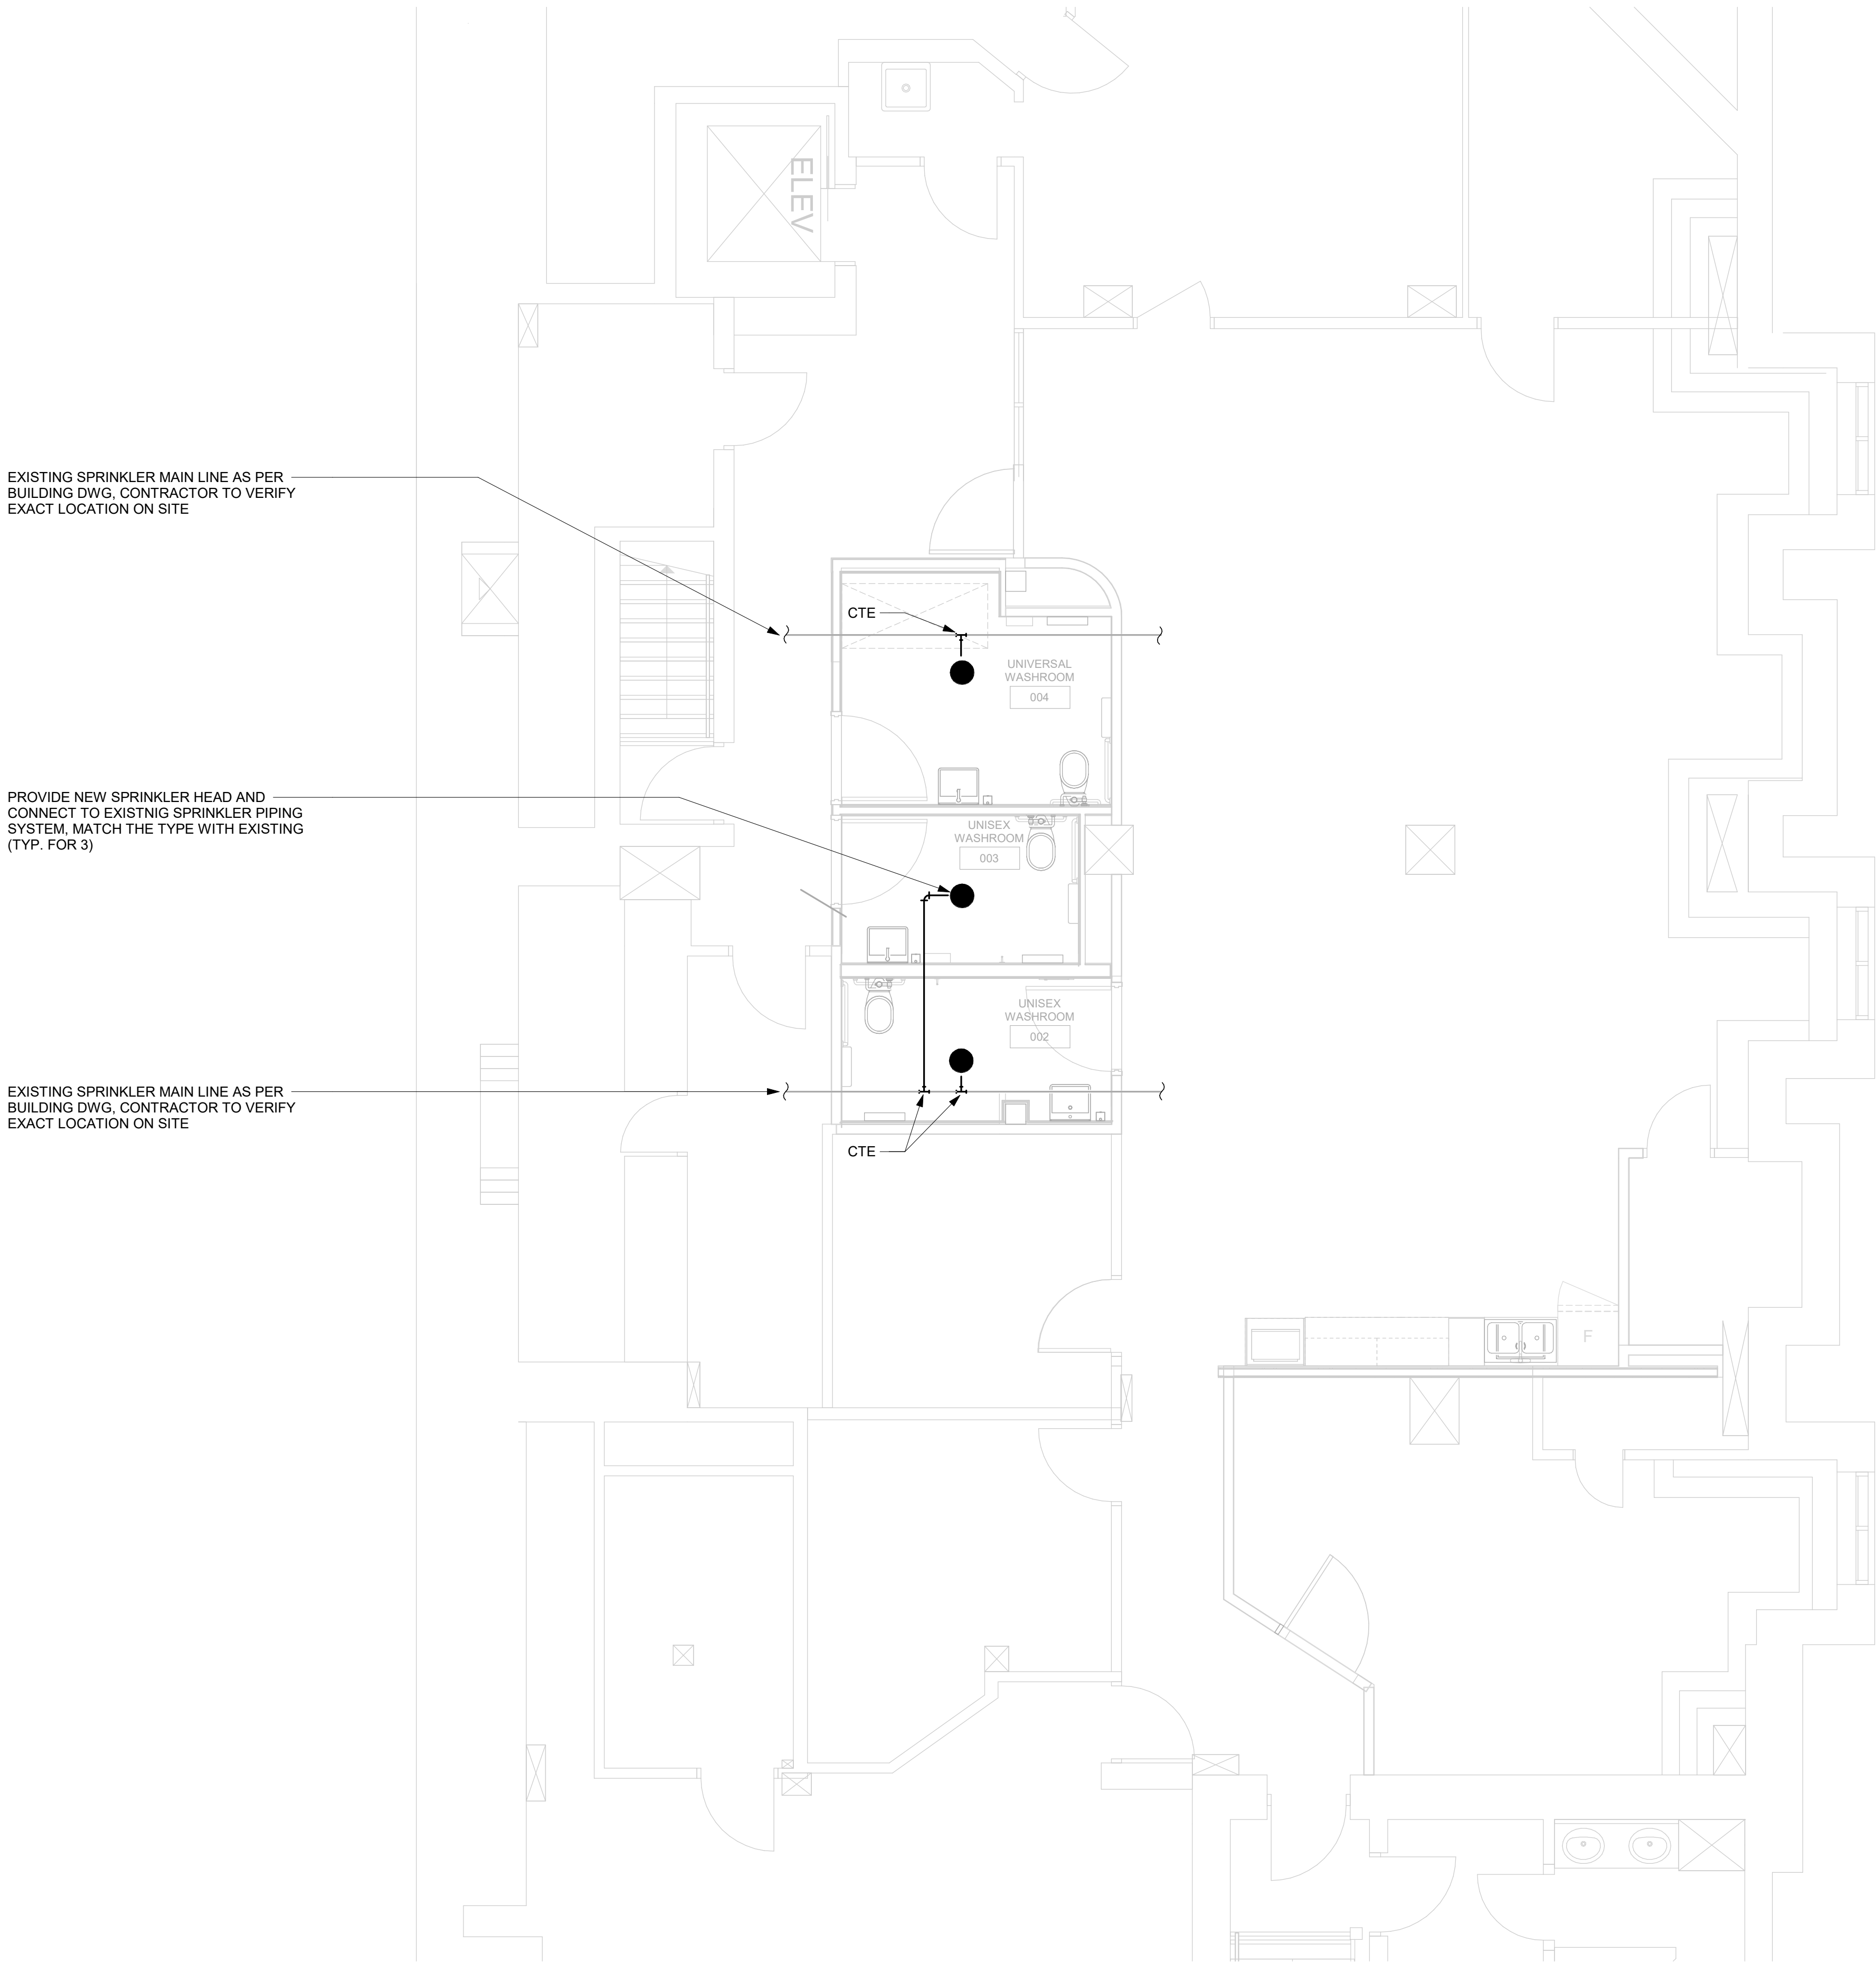 ELEV
EXISTING SPRINKLER MAIN LINE AS PER
BUILDING DWG, CONTRACTOR TO VERIFY
EXACT LOCATION ON SITE
CTE
UNIVERSAL
WASHROOM
004
PROVIDE NEW SPRINKLER HEAD AND
CONNECT TO EXISTNIG SPRINKLER PIPING
SYSTEM, MATCH THE TYPE WITH EXISTING
(TYP. FOR 3)
UNISEX
WASHROOM
003
UNISEX
WASHROOM
002
EXISTING SPRINKLER MAIN LINE AS PER
BUILDING DWG, CONTRACTOR TO VERIFY
EXACT LOCATION ON SITE
CTE
F